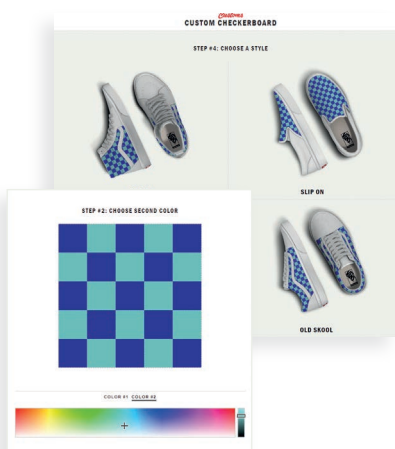 Customs
CUSTOM CHECKERBOARD
STEP #4: CHOOSE A STYLE
SLIP ON
OLD SKOOL
STEP #2: CHOOSE SECOND COLOR
COLOR #1 COLOR #2